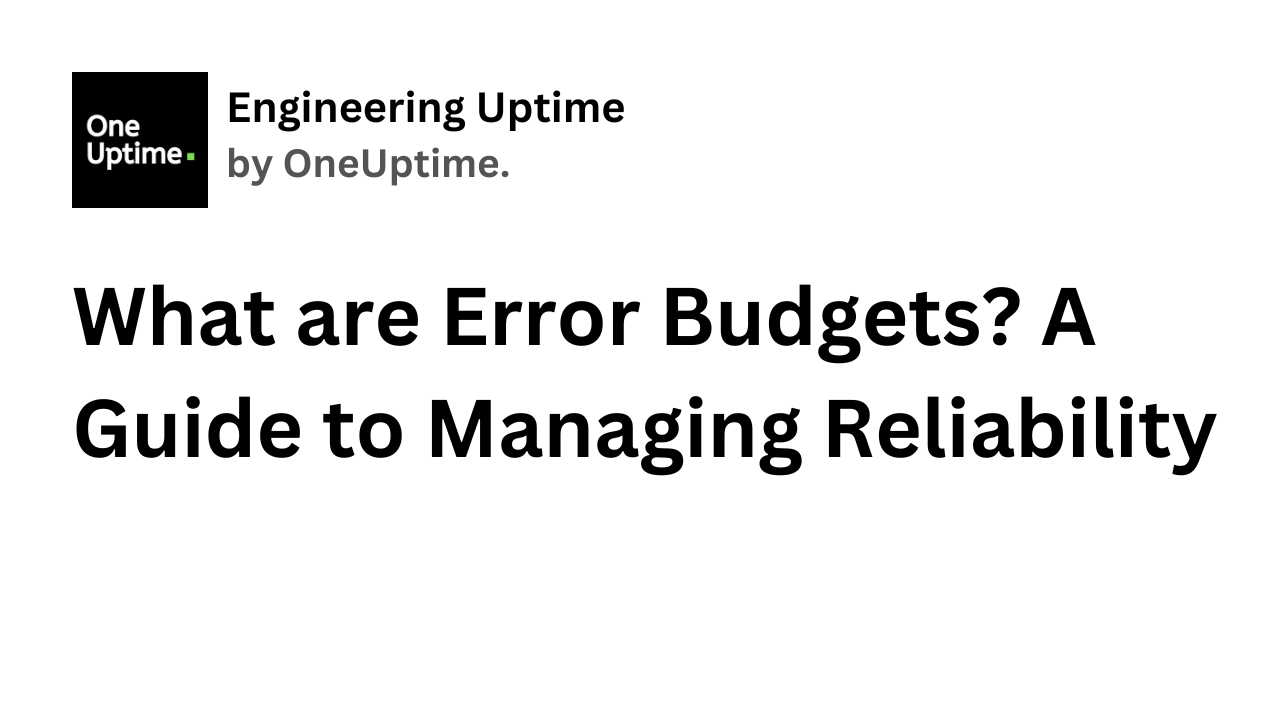 One
Uptime.
Engineering Uptime
by OneUptime.
What are Error Budgets? A
Guide to Managing Reliability